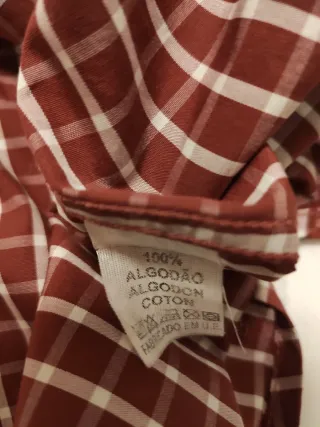 100%
ALGODÃO
ALGODON
COTON
FABRICADO EM U.E.